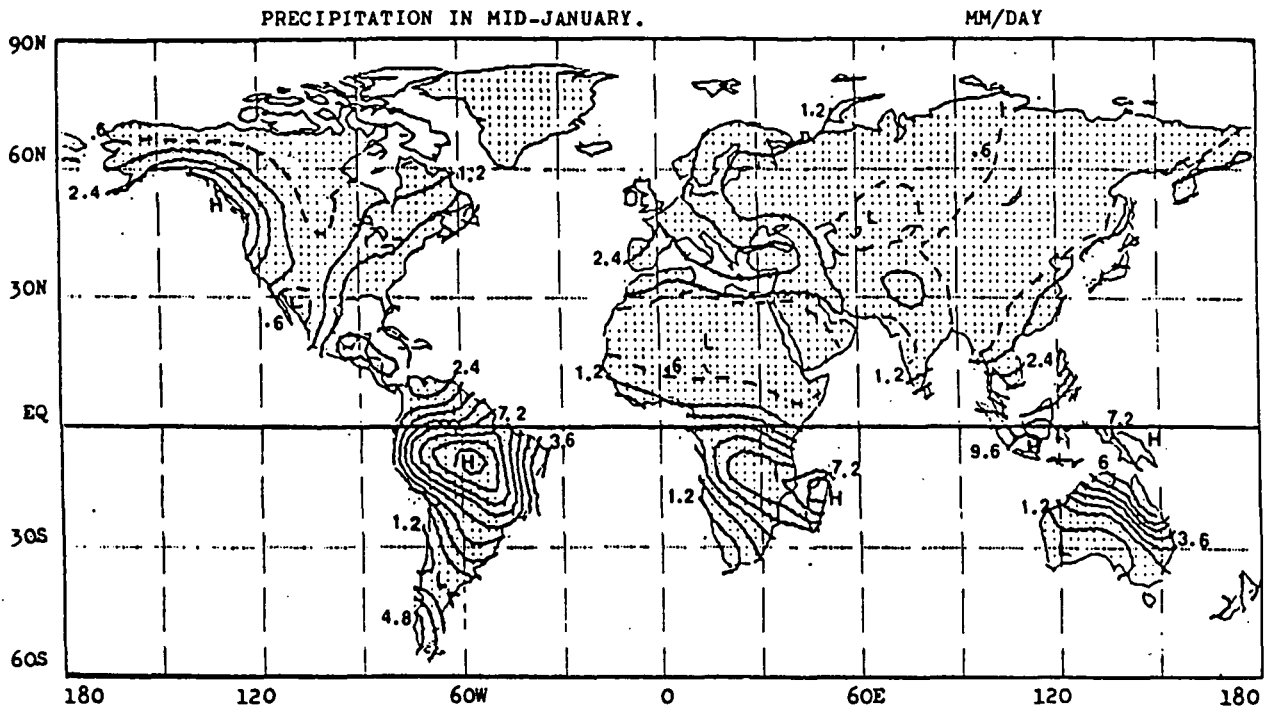 PRECIPITATION IN MID-JANUARY. MM/DAY
90N
1.2
.6 H
60N 1.2 .6
2.4
H L
2.4
30N L
.6 L
2.4 1.2 .6 1.2 2.4
EQ 7.2 7.2
3.6 9.6 H H
H 7.2 6
1.2 1.2 H 1.2
30S 3.6
L
4.8
60S
180 120 60W 0 60E 120 180